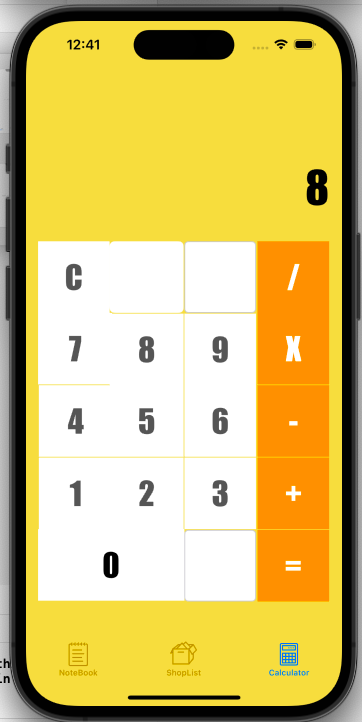 12:41
8
C /
7 8 9 X
4 5 6 -
1 2 3 +
0 =
NoteBook ShopList Calculator